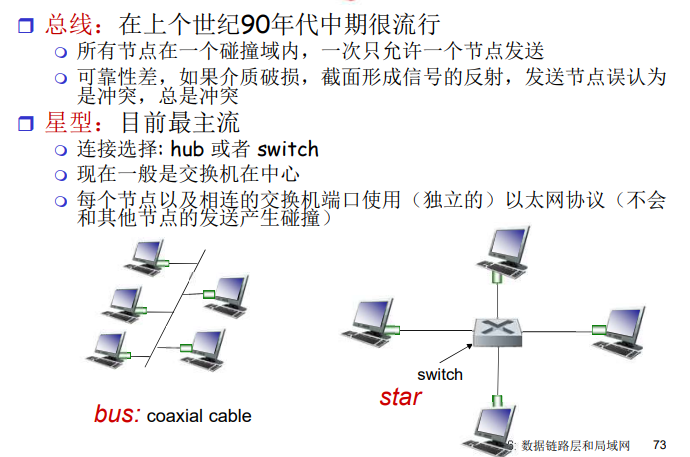 总线：在上个世纪90年代中期很流行
所有节点在一个碰撞域内，一次只允许一个节点发送
可靠性差，如果介质破损，截面形成信号的反射，发送节点误认为
是冲突，总是冲突
星型：目前最主流
连接选择: hub 或者 switch
现在一般是交换机在中心
每个节点以及相连的交换机端口使用（独立的）以太网协议（不会
和其他节点的发送产生碰撞）
switch
star
bus: coaxial cable
: 数据链路层和局域网 73